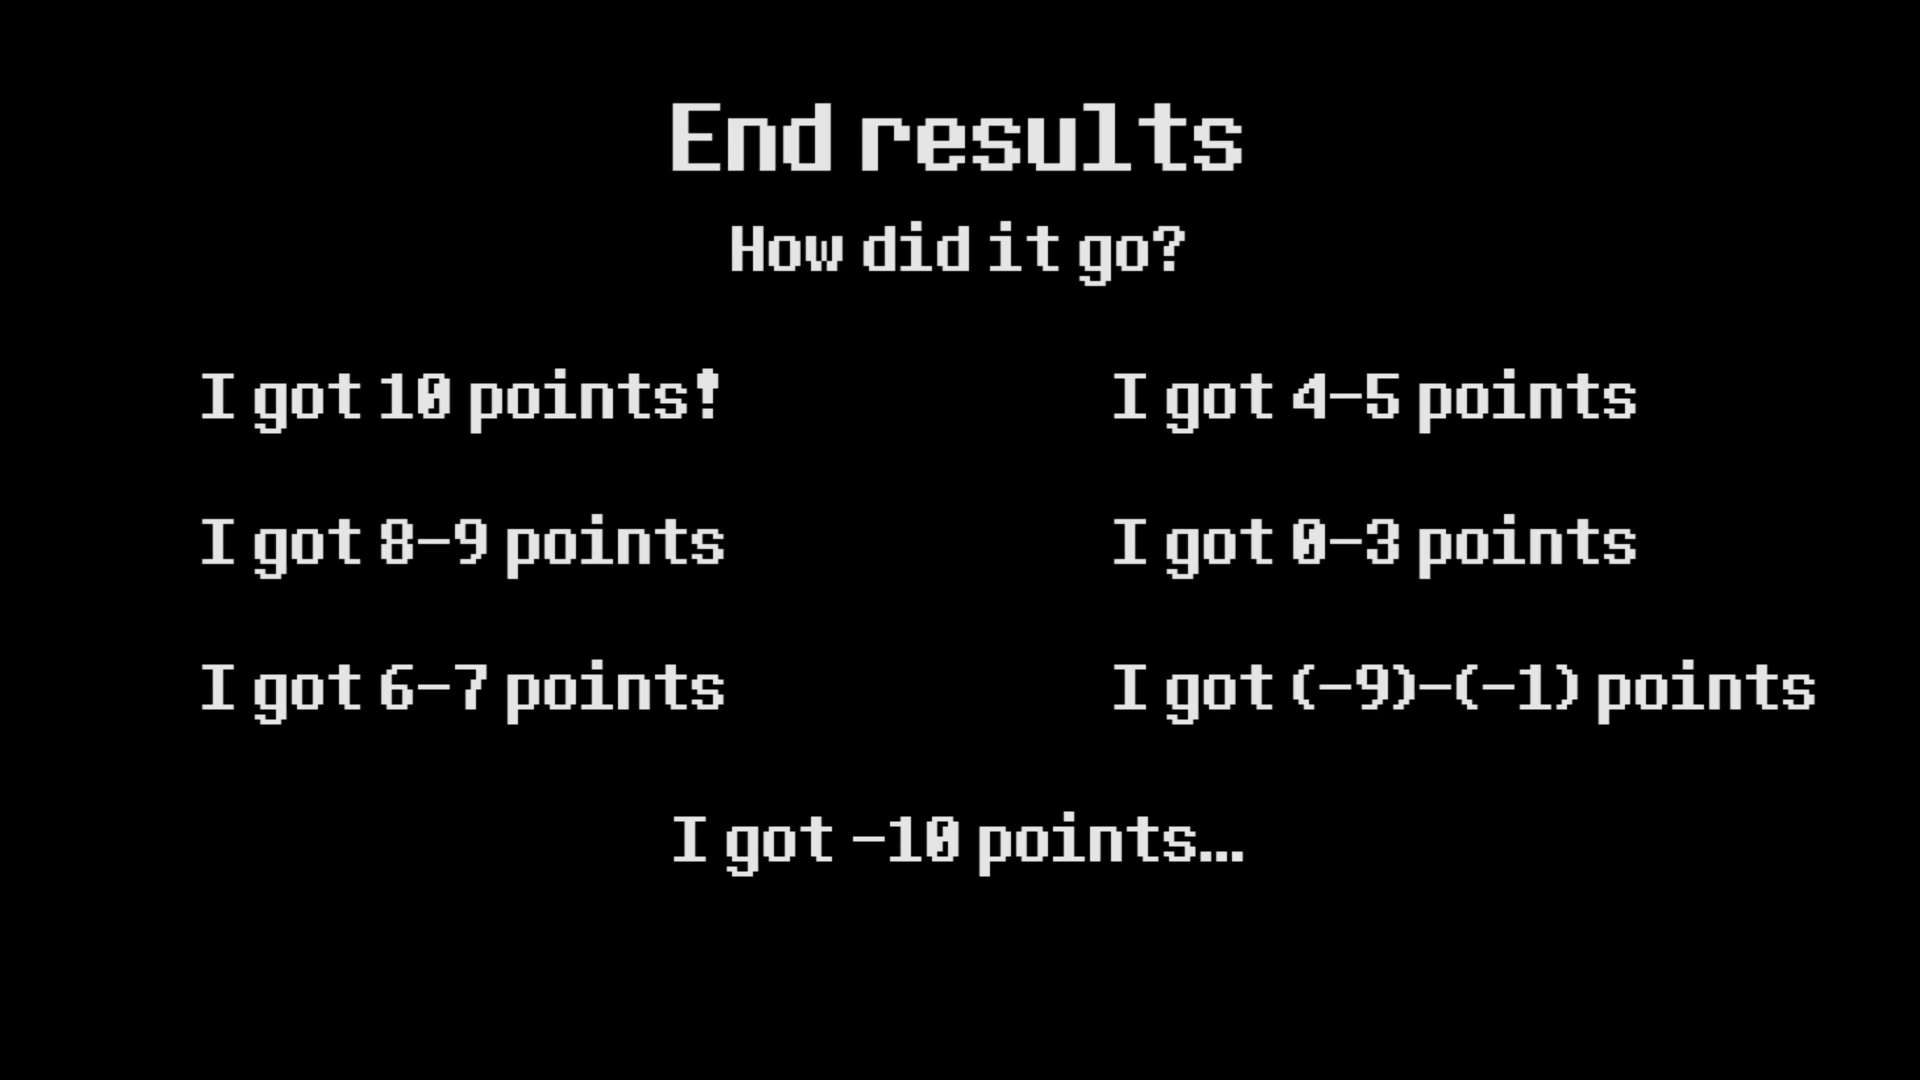 End results
How did it go?
I got 10 points!
I got 8-9 points
I got 6-7 points
I got 4-5 points
I got 0-3 points
I got (-9)-(-1) points
I got -10 points...